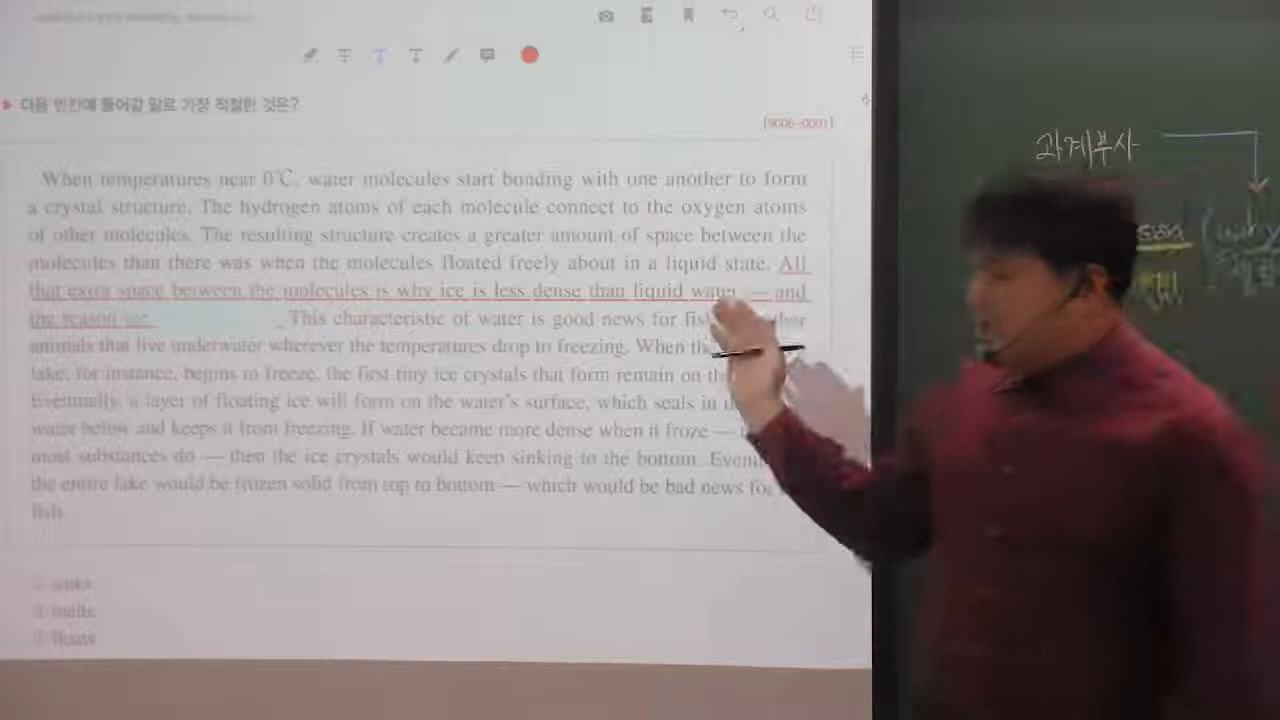 ▶ 다음 빈칸에 들어갈 말로 가장 적절한 것은?
[9006-0001]
When temperatures near 0℃, water molecules start bonding with one another to form
a crystal structure. The hydrogen atoms of each molecule connect to the oxygen atoms
of other molecules. The resulting structure creates a greater amount of space between the
molecules than there was when the molecules floated freely about in a liquid state. All
that extra space between the molecules is why ice is less dense than liquid water — and
the reason ice . This characteristic of water is good news for
animals that live underwater wherever the temperatures drop to freezing. When
lake, for instance, begins to freeze, the first tiny ice crystals that form remain on
Eventually, a layer of floating ice will form on the water's surface, which seals in
water below and keeps it from freezing. If water became more dense when it froze —
most substances do — then the ice crystals would keep sinking to the bottom.
the entire lake would be frozen solid from top to bottom — which would be bad news for
fish.
① sinks
② melts
③ floats
관계부사